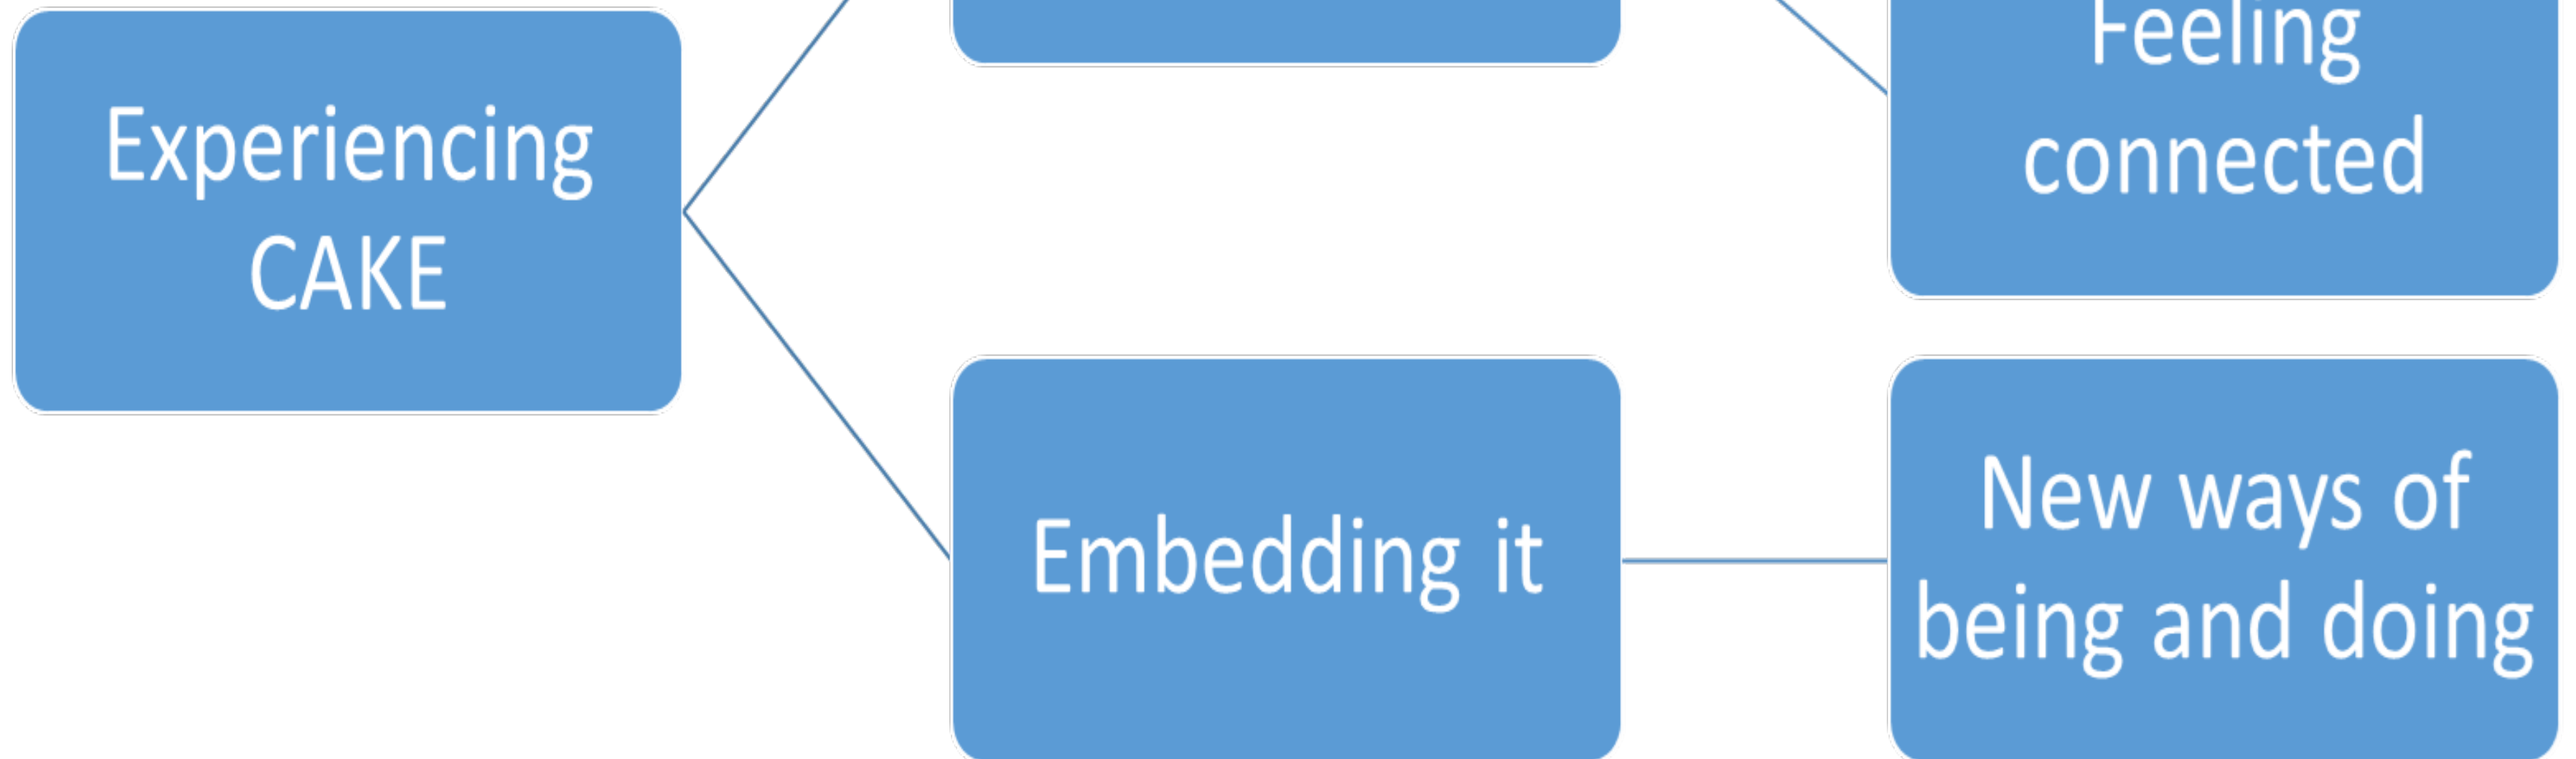 Feeling
connected
Experiencing
CAKE
Embedding it
New ways of
being and doing